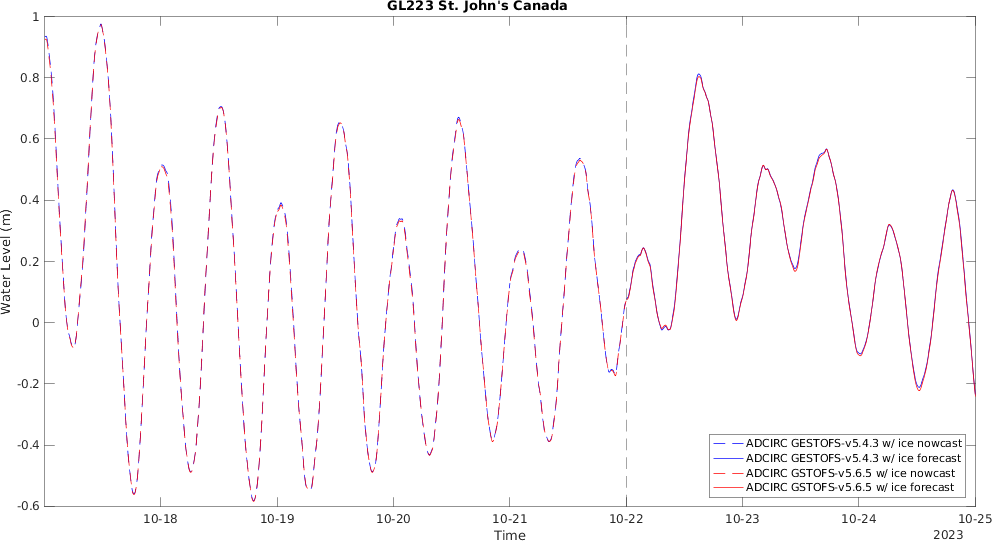 GL223 St. John's Canada
1
0.8
0.6
0.4
0.2
0
-0.2
-0.4
-0.6
Water Level (m)
ADCIRC GESTOFS-v5.4.3 w/ ice nowcast
ADCIRC GESTOFS-v5.4.3 w/ ice forecast
ADCIRC GSTOFS-v5.6.5 w/ ice nowcast
ADCIRC GSTOFS-v5.6.5 w/ ice forecast
10-18 10-19 10-20 10-21 10-22 10-23 10-24 10-25
Time
2023